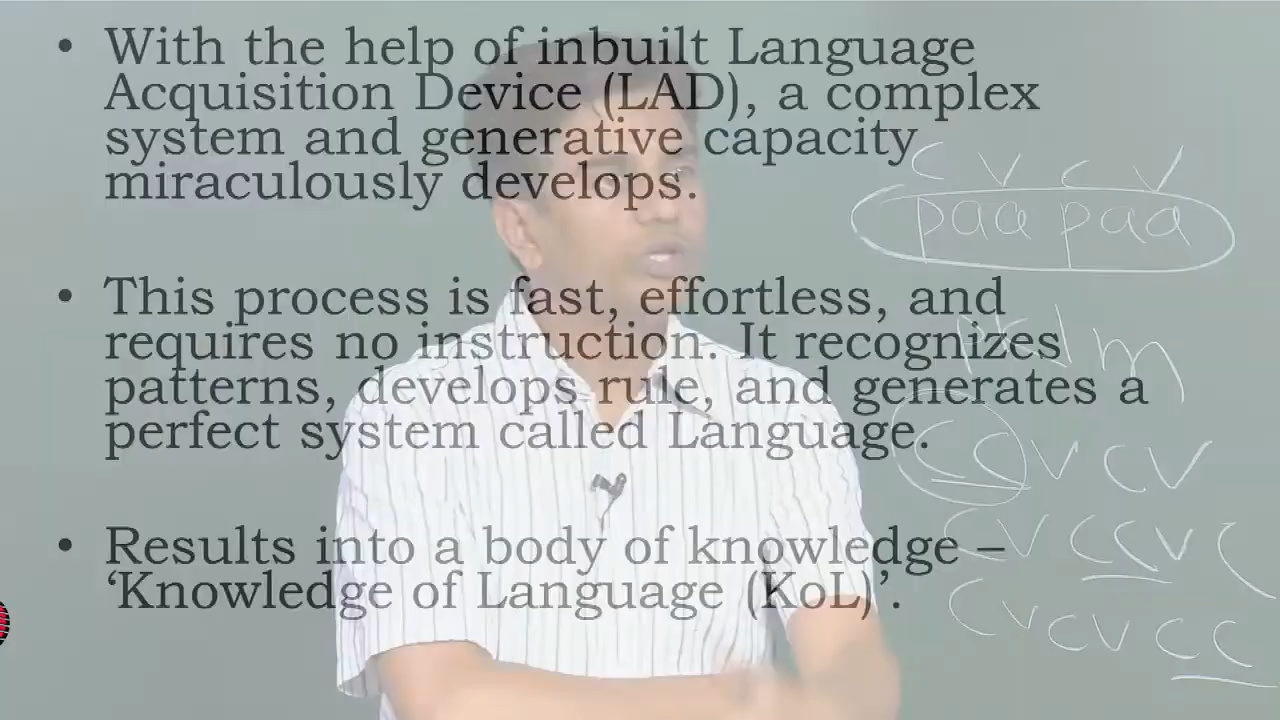 • With the help of inbuilt Language
Acquisition Device (LAD), a complex
system and generative capacity
miraculously develops.
• This process is fast, effortless, and
requires no instruction. It recognizes
patterns, develops rule, and generates a
perfect system called Language.
• Results into a body of knowledge –
‘Knowledge of Language (KoL)’.
C V C V
paa paa
CCVCV
CVCCVC
CVCVCC